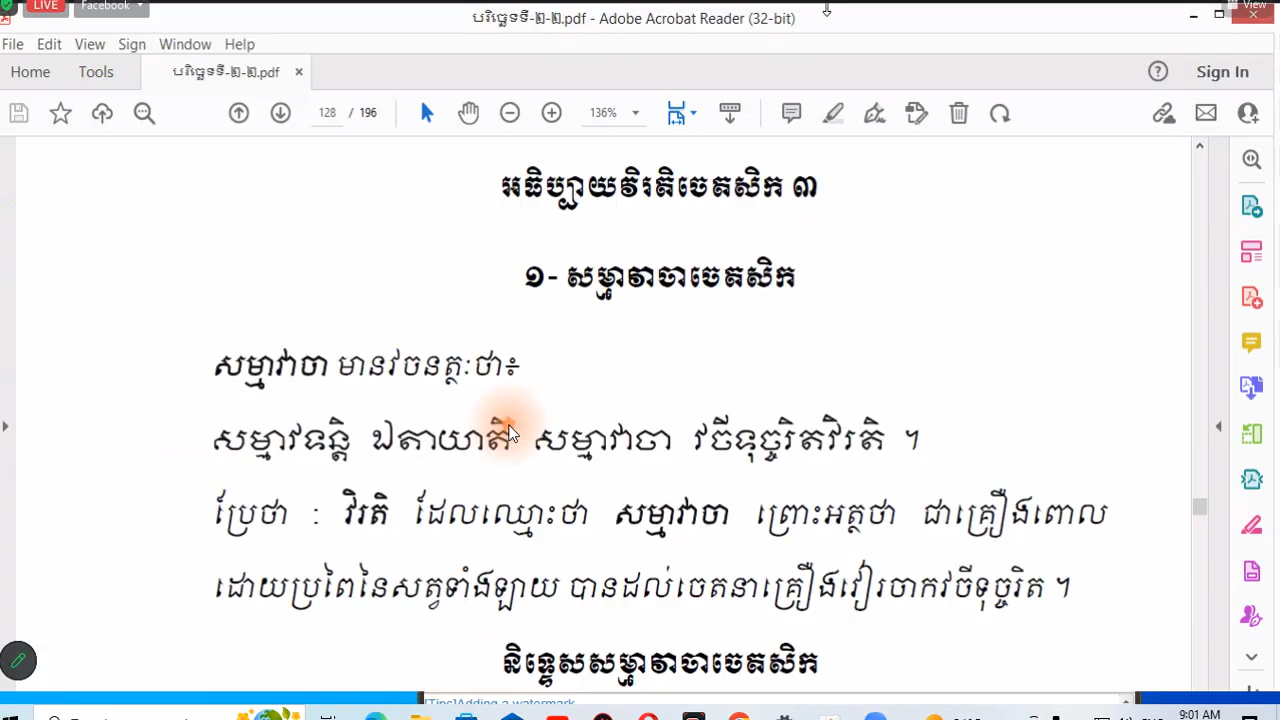 LIVE Facebook View
បរិច្ឆេទទី-២-២.pdf - Adobe Acrobat Reader (32-bit)
File Edit View Sign Window Help
Home Tools បរិច្ឆេទទី-២-២.pdf × Sign In
128 / 196 136%
អធិប្បាយវិរតិចេតសិក ៣
១- សម្មាវាចាចេតសិក
សម្មាវាចា មានវចនត្ថៈថា៖
សម្មាវទន្តិ ឯតាយាតិ សម្មាវាចា វចីទុច្ចរិតវិរតិ ។
ប្រែថា : វិរតិ ដែលឈ្មោះថា សម្មាវាចា ព្រោះអត្ថថា ជាគ្រឿងពោល
ដោយប្រពៃនៃសត្វទាំងឡាយ បានដល់ចេតនាគ្រឿងវៀរចាកវចីទុច្ចរិត ។
និទ្ទេសសម្មាវាចាចេតសិក
[Tips]Adding a watermark
9:01 AM